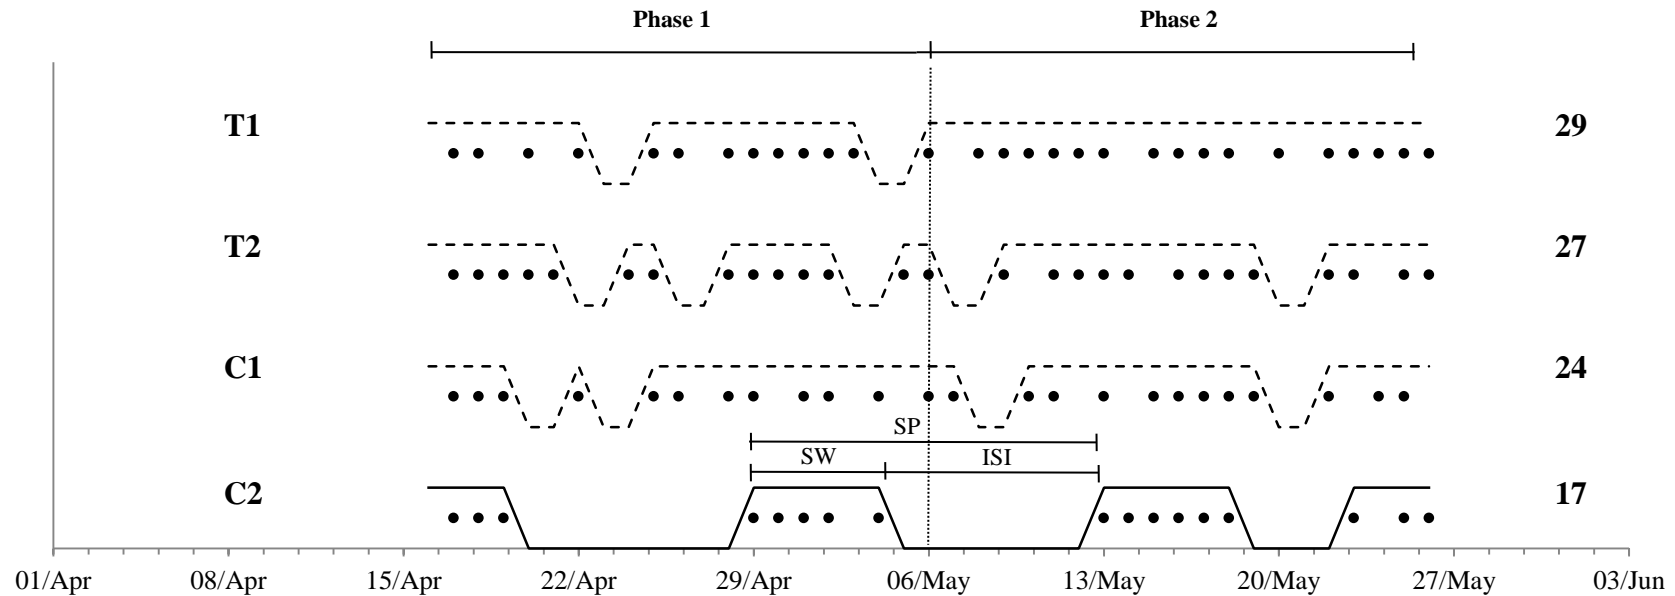 Phase 1 Phase 2
T1 29
T2 27
C1 24
SP
SW ISI
C2 17
01/Apr 08/Apr 15/Apr 22/Apr 29/Apr 06/May 13/May 20/May 27/May 03/Jun